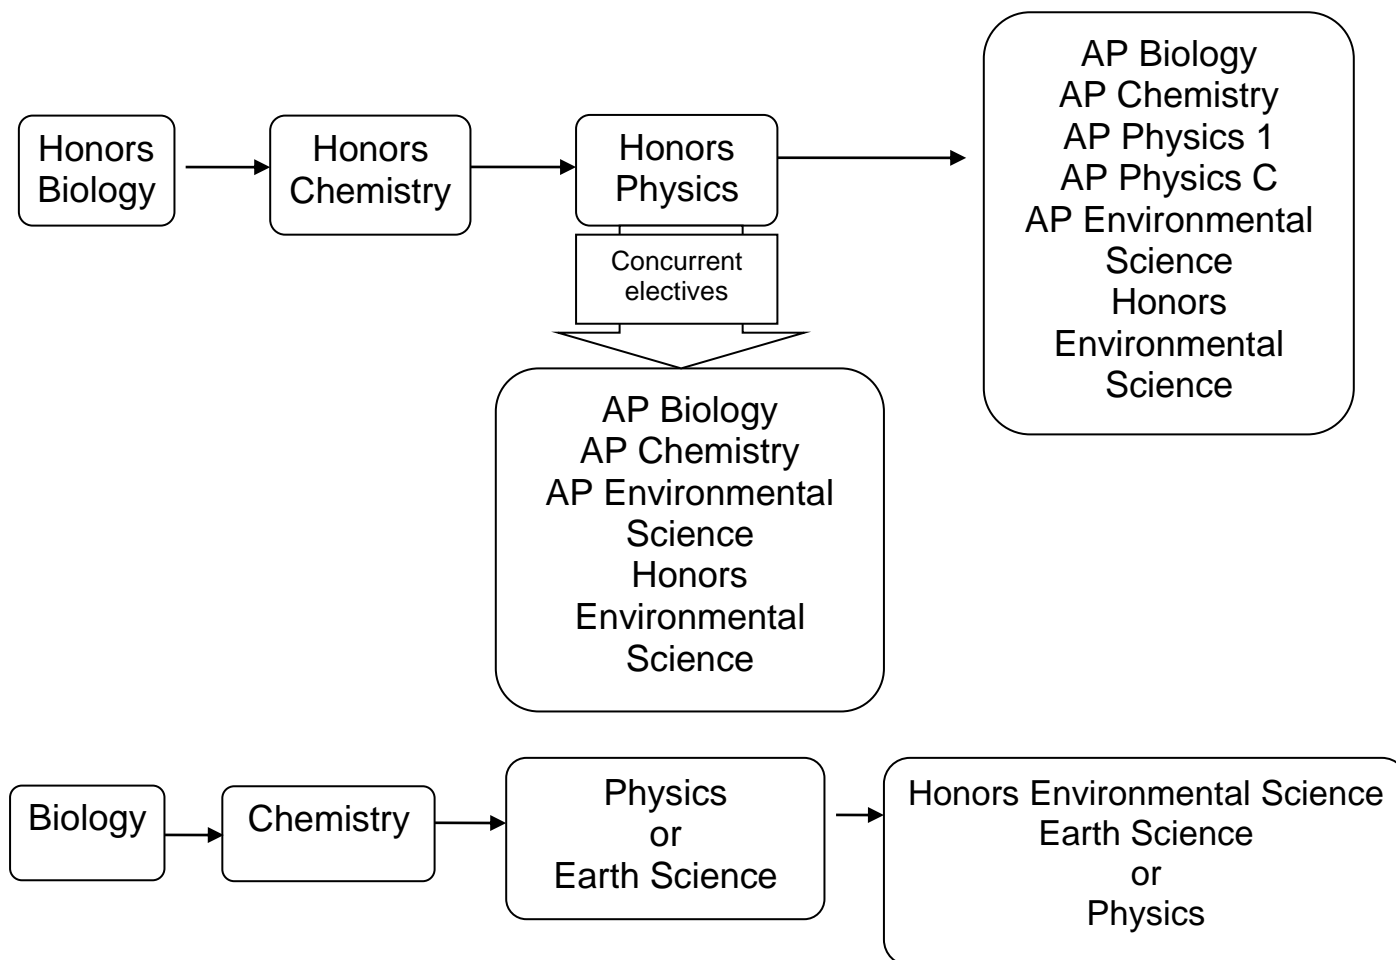 Honors
Biology
Honors
Chemistry
Honors
Physics
AP Biology
AP Chemistry
AP Physics 1
AP Physics C
AP Environmental
Science
Honors
Environmental
Science
Concurrent
electives
AP Biology
AP Chemistry
AP Environmental
Science
Honors
Environmental
Science
Biology
Chemistry
Physics
or
Earth Science
Honors Environmental Science
Earth Science
or
Physics